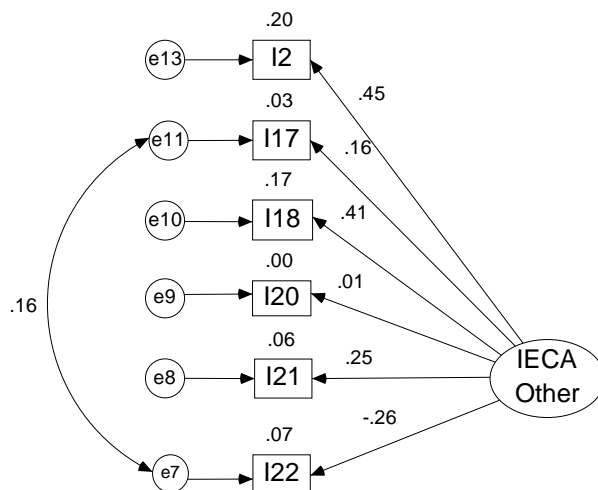 .20
e13
I2
.45
.03
e11
I17
.16
.17
e10
I18
.41
.00
e9
I20
.01
.16
.06
e8
I21
.25
IECA
Other
-.26
.07
e7
I22